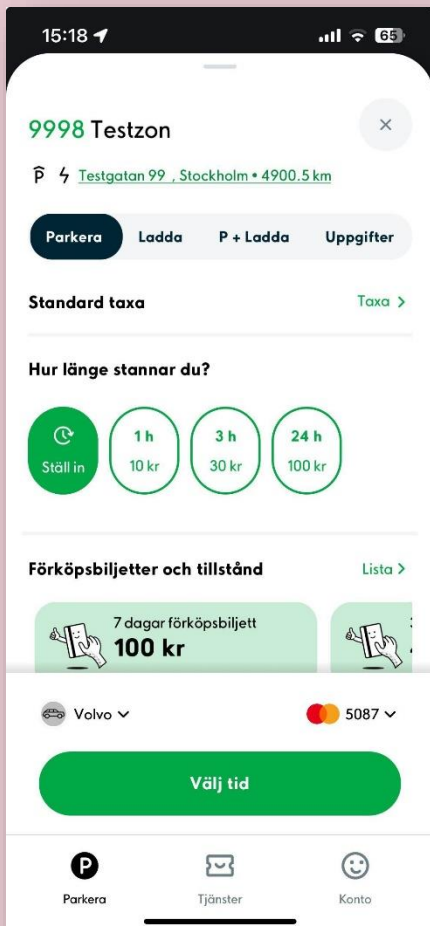 15:18
65
9998 Testzon
Testgatan 99 , Stockholm • 4900.5 km
Parkera Ladda P + Ladda Uppgifter
Standard taxa Taxa >
Hur länge stannar du?
Ställ in
1 h
10 kr
3 h
30 kr
24 h
100 kr
Förköpsbiljetter och tillstånd Lista >
7 dagar förköpsbiljett
100 kr
Volvo
5087
Välj tid
P
Parkera
Tjänster
Konto